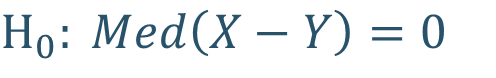 H₀: Med(X − Y) = 0